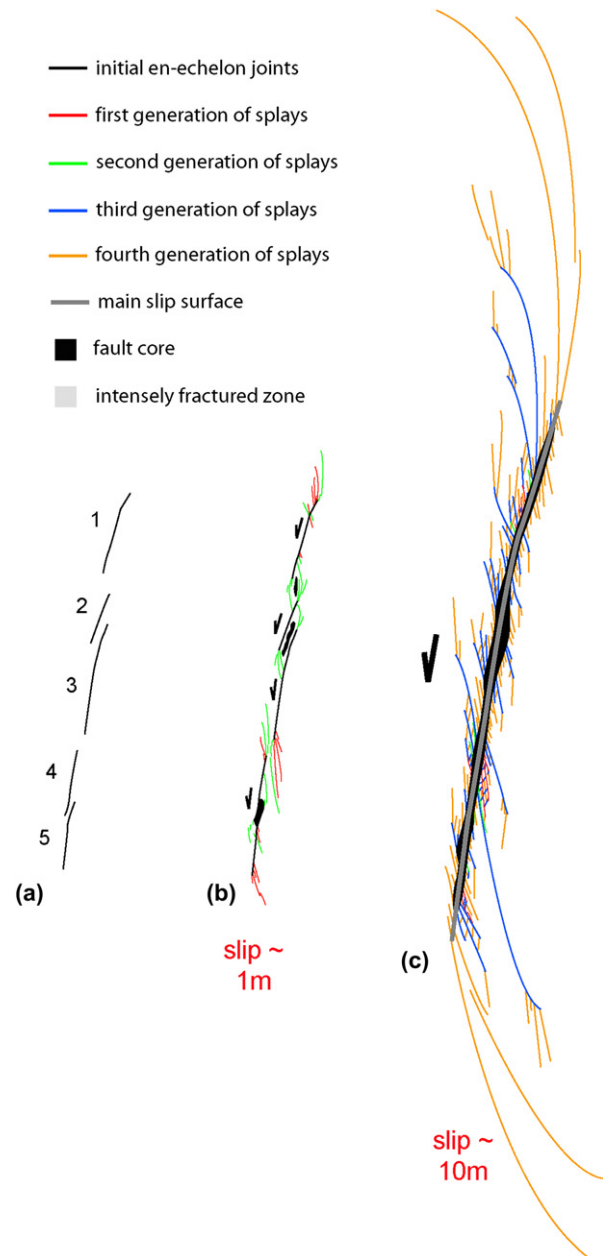 initial en-echelon joints
first generation of splays
second generation of splays
third generation of splays
fourth generation of splays
main slip surface
fault core
intensely fractured zone
1
2
3
4
5
(a)
(b)
(c)
slip ~
1m
slip ~
10m